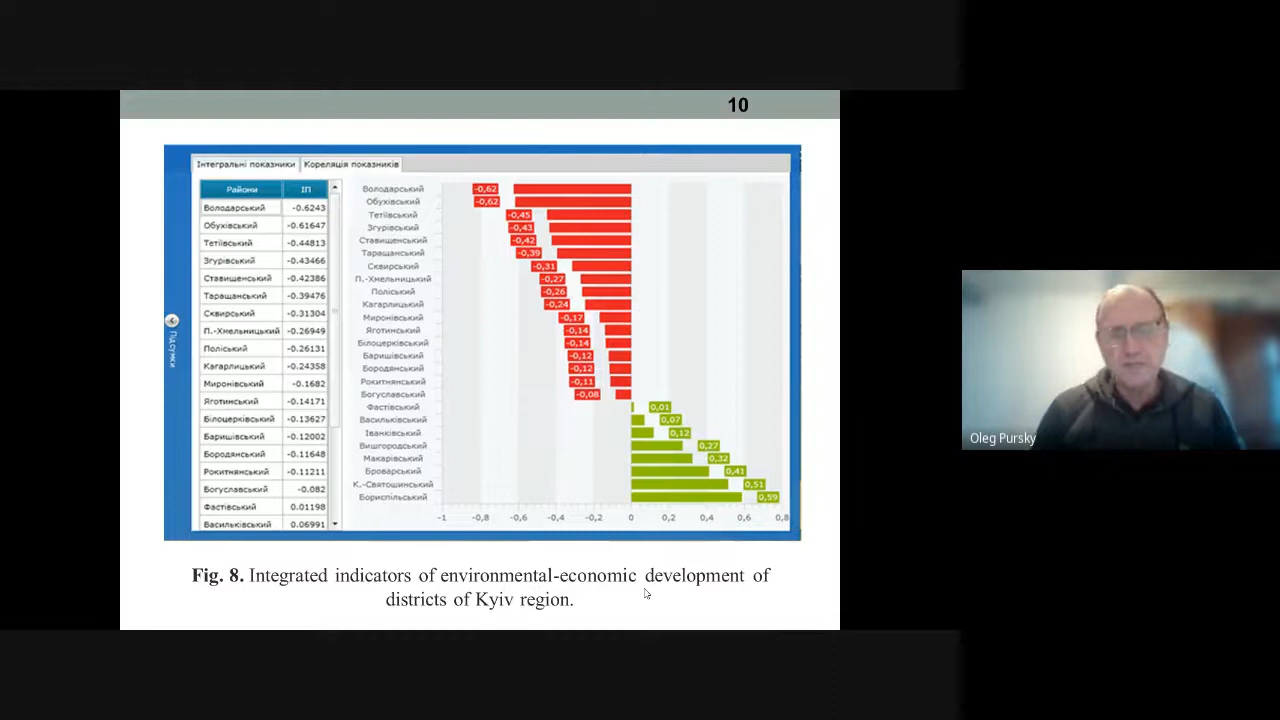 10
Інтегральні показники
Кореляція показників
Райони ІП
Володарський -0.6243
Обухівський -0.61647
Тетіївський -0.44813
Згурівський -0.43466
Ставищенський -0.42386
Таращанський -0.39476
Сквирський -0.31304
П.-Хмельницький -0.26949
Поліський -0.26131
Кагарлицький -0.24358
Миронівський -0.1682
Яготинський -0.14171
Білоцерківський -0.13627
Баришівський -0.12002
Бородянський -0.11648
Рокитнянський -0.11211
Богуславський -0.082
Фастівський 0.01198
Васильківський 0.06991
Підсумки
Володарський -0,62
Обухівський -0,62
Тетіївський -0,45
Згурівський -0,43
Ставищенський -0,42
Таращанський -0,39
Сквирський -0,31
П.-Хмельницький -0,27
Поліський -0,26
Кагарлицький -0,24
Миронівський -0,17
Яготинський -0,14
Білоцерківський -0,14
Баришівський -0,12
Бородянський -0,12
Рокитнянський -0,11
Богуславський -0,08
Фастівський 0,01
Васильківський 0,07
Іванківський 0,12
Вишгородський 0,27
Макарівський 0,32
Броварський 0,41
К.-Святошинський 0,51
Бориспільський 0,59
-1 -0,8 -0,6 -0,4 -0,2 0 0,2 0,4 0,6 0,8
Fig. 8. Integrated indicators of environmental-economic development of
districts of Kyiv region.
Oleg Pursky